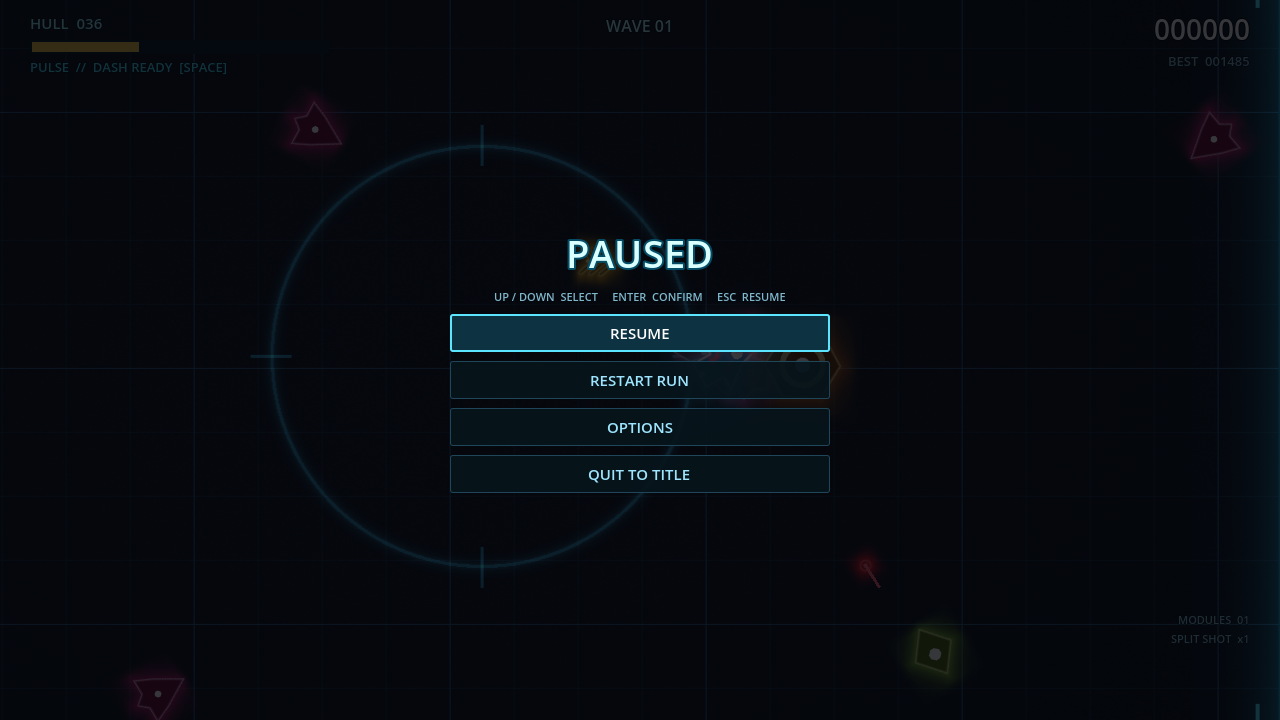 HULL 036
WAVE 01
000000
PULSE // DASH READY [SPACE]
BEST 001485
PAUSED
UP / DOWN SELECT ENTER CONFIRM ESC RESUME
RESUME
RESTART RUN
OPTIONS
QUIT TO TITLE
MODULES 01
SPLIT SHOT x1